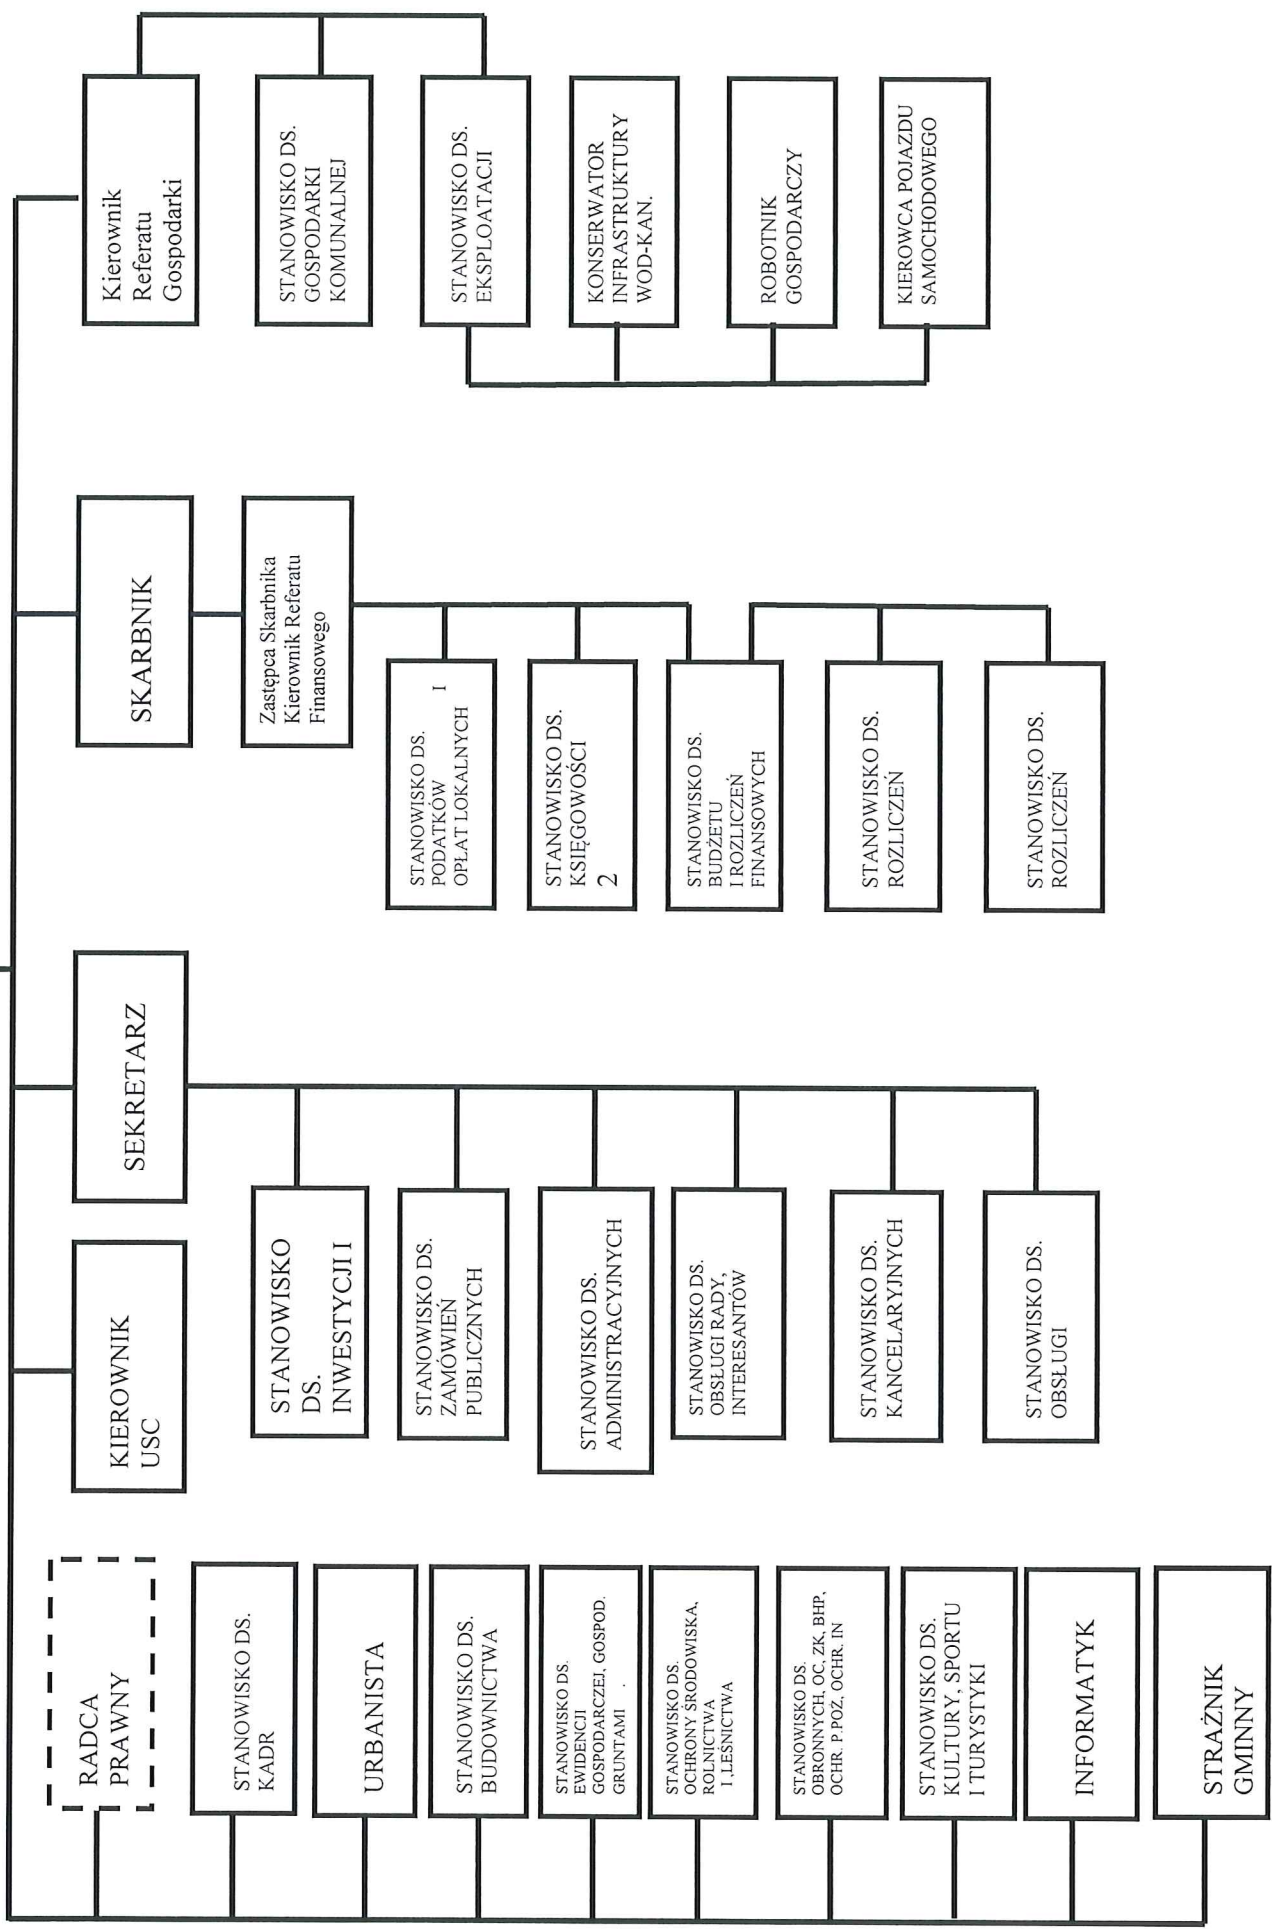 RADCA
PRAWNY
STANOWISKO DS.
KADR
URBANISTA
STANOWISKO DS.
BUDOWNICTWA
STANOWISKO DS.
EWIDENCJI
GOSPODARCZEJ, GOSPOD.
GRUNTAMI .
STANOWISKO DS.
OCHRONY ŚRODOWISKA,
ROLNICTWA
I ,LEŚNICTWA
STANOWISKO DS.
OBRONNYCH, OC, ZK, BHP,
OCHR. P.POŻ, OCHR. IN
STANOWISKO DS.
KULTURY, SPORTU
I TURYSTYKI
INFORMATYK
STRAŻNIK
GMINNY
KIEROWNIK
USC
SEKRETARZ
STANOWISKO
DS.
INWESTYCJI I
STANOWISKO DS.
ZAMÓWIEŃ
PUBLICZNYCH
STANOWISKO DS.
ADMINISTRACYJNYCH
STANOWISKO DS.
OBSŁUGI RADY,
INTERESANTÓW
STANOWISKO DS.
KANCELARYJNYCH
STANOWISKO DS.
OBSŁUGI
SKARBNIK
Zastępca Skarbnika
Kierownik Referatu
Finansowego
STANOWISKO DS.
PODATKÓW I
OPŁAT LOKALNYCH
STANOWISKO DS.
KSIĘGOWOŚCI
2
STANOWISKO DS.
BUDŻETU
I ROZLICZEŃ
FINANSOWYCH
STANOWISKO DS.
ROZLICZEŃ
STANOWISKO DS.
ROZLICZEŃ
Kierownik
Referatu
Gospodarki
STANOWISKO DS.
GOSPODARKI
KOMUNALNEJ
STANOWISKO DS.
EKSPLOATACJI
KONSERWATOR
INFRASTRUKTURY
WOD-KAN.
ROBOTNIK
GOSPODARCZY
KIEROWCA POJAZDU
SAMOCHODOWEGO